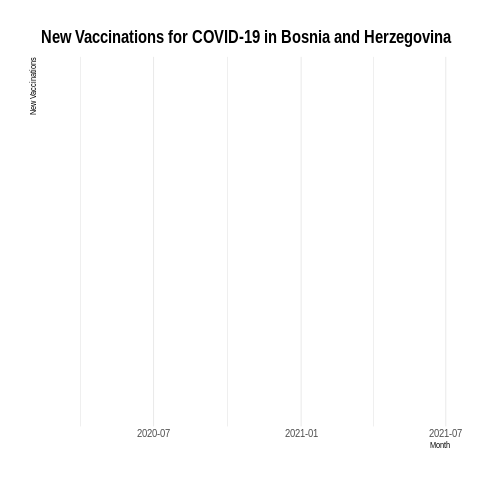 New Vaccinations for COVID-19 in Bosnia and Herzegovina
New Vaccinations
2020-07
2021-01
2021-07
Month